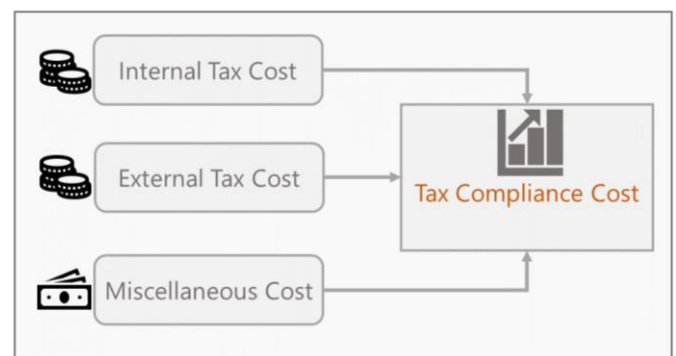 Internal Tax Cost
External Tax Cost
Tax Compliance Cost
Miscellaneous Cost